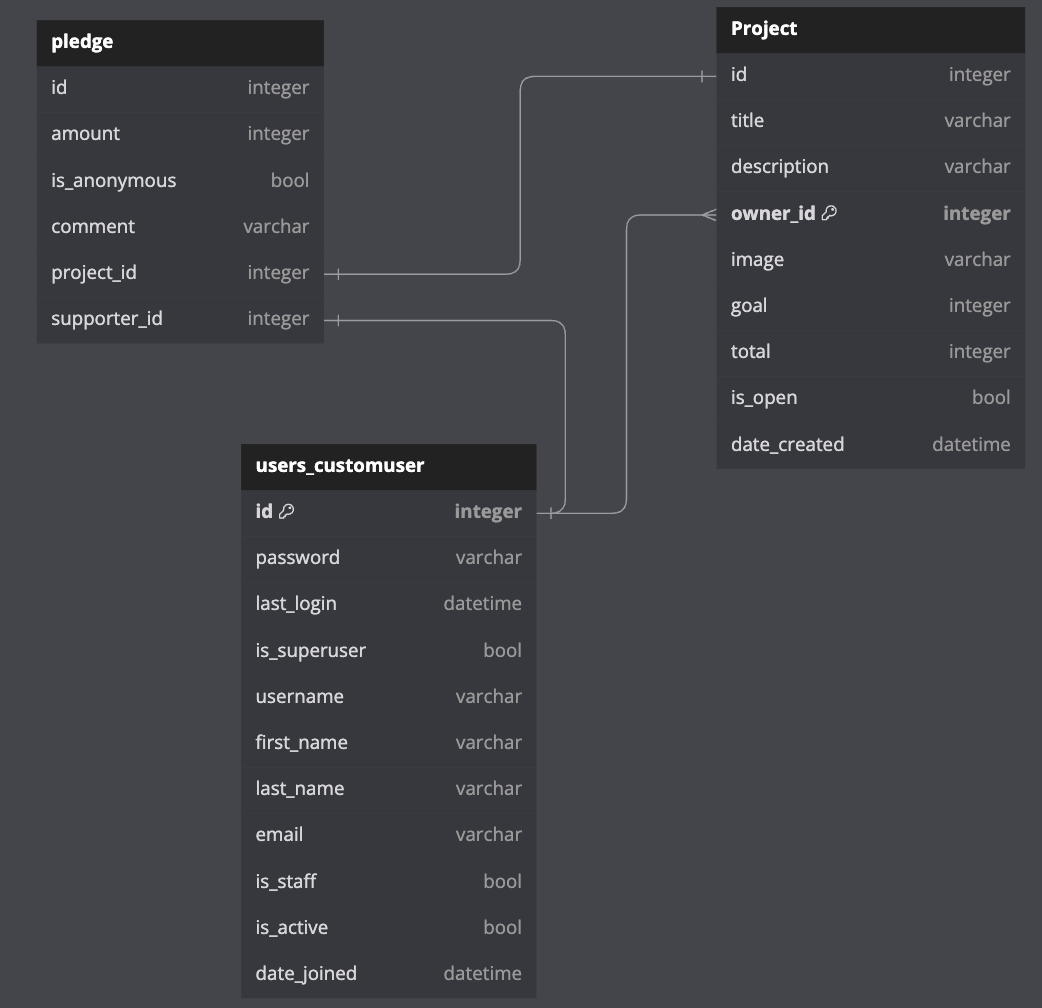 pledge
id integer
amount integer
is_anonymous bool
comment varchar
project_id integer
supporter_id integer
Project
id integer
title varchar
description varchar
owner_id integer
image varchar
goal integer
total integer
is_open bool
date_created datetime
users_customuser
id integer
password varchar
last_login datetime
is_superuser bool
username varchar
first_name varchar
last_name varchar
email varchar
is_staff bool
is_active bool
date_joined datetime